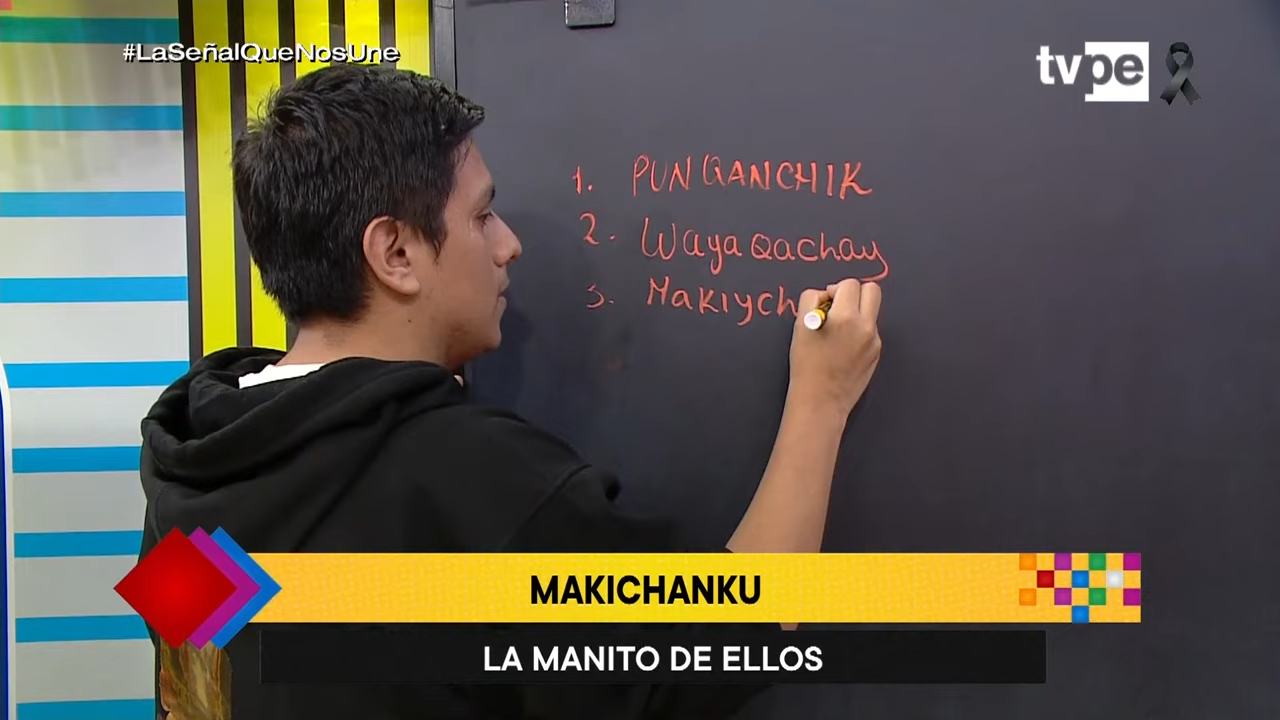 #LaSeñalQueNosUne
tvpe
1. PUNQANCHIK
2. Wayaqachay
3. Makiych
MAKICHANKU
LA MANITO DE ELLOS